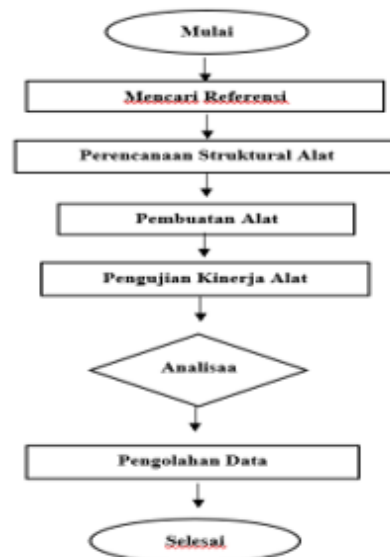 Mulai
Mencari Referensi
Perencanaan Struktural Alat
Pembuatan Alat
Pengujian Kinerja Alat
Analisaa
Pengolahan Data
Selesai